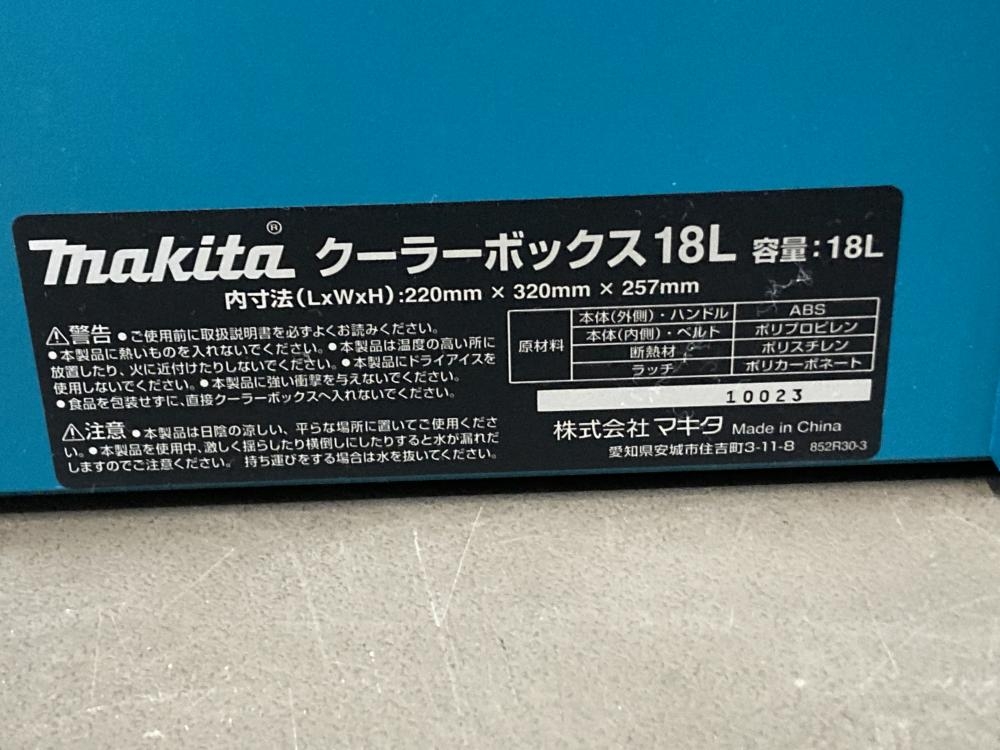 makita® クーラーボックス18L 容量：18L
内寸法(LxWxH):220mm × 320mm × 257mm
⚠警告 ●ご使用前に取扱説明書を必ずよくお読みください。
●本製品に熱いものを入れないでください。●本製品は温度の高い所に
放置したり、火に近付けたりしないでください。●本製品にドライアイスを
使用しないでください。●本製品に強い衝撃を与えないでください。
●食品を包装せずに、直接クーラーボックスへ入れないでください。
⚠注意 ●本製品は日陰の涼しい、平らな場所に置いてご使用くださ
い。●本製品を使用中、激しく揺らしたり横倒しにしたりすると水が漏れだ
しますのでご注意ください。 持ち運びをする場合は水を抜いてください。
原材料
本体(外側)・ハンドル ABS
本体(内側)・ベルト ポリプロピレン
断熱材 ポリスチレン
ラッチ ポリカーボネート
10023
株式会社 マキタ Made in China
愛知県安城市住吉町3-11-8 852R30-3